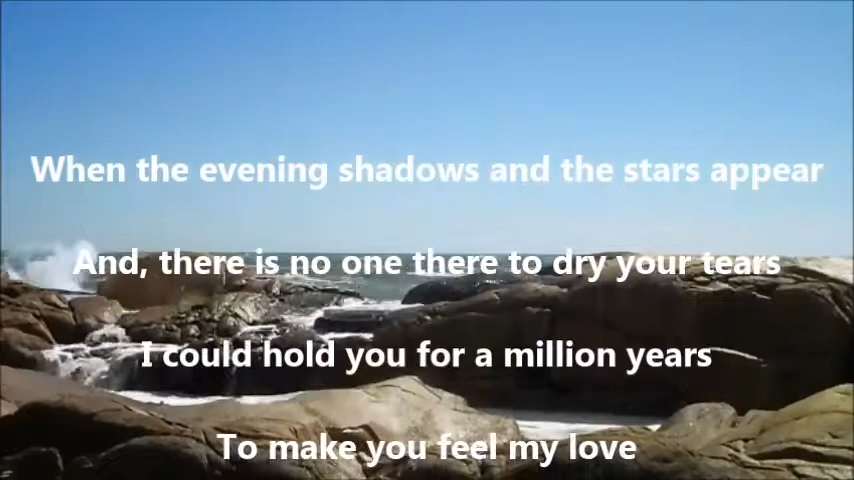 When the evening shadows and the stars appear
And, there is no one there to dry your tears
I could hold you for a million years
To make you feel my love